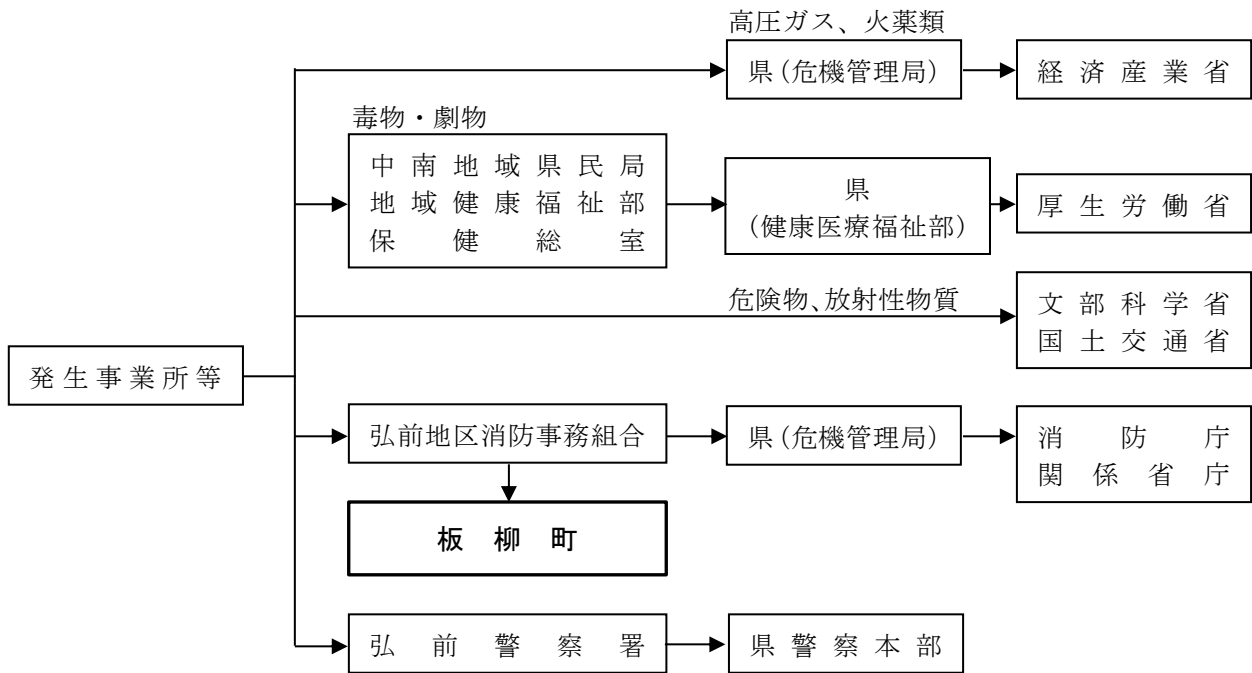 高圧ガス、火薬類
県(危機管理局)
経済産業省
毒物・劇物
中南地域県民局
地域健康福祉部
保健総室
県
(健康医療福祉部)
厚生労働省
危険物、放射性物質
文部科学省
国土交通省
発生事業所等
弘前地区消防事務組合
県(危機管理局)
消防庁
関係省庁
板柳町
弘前警察署
県警察本部